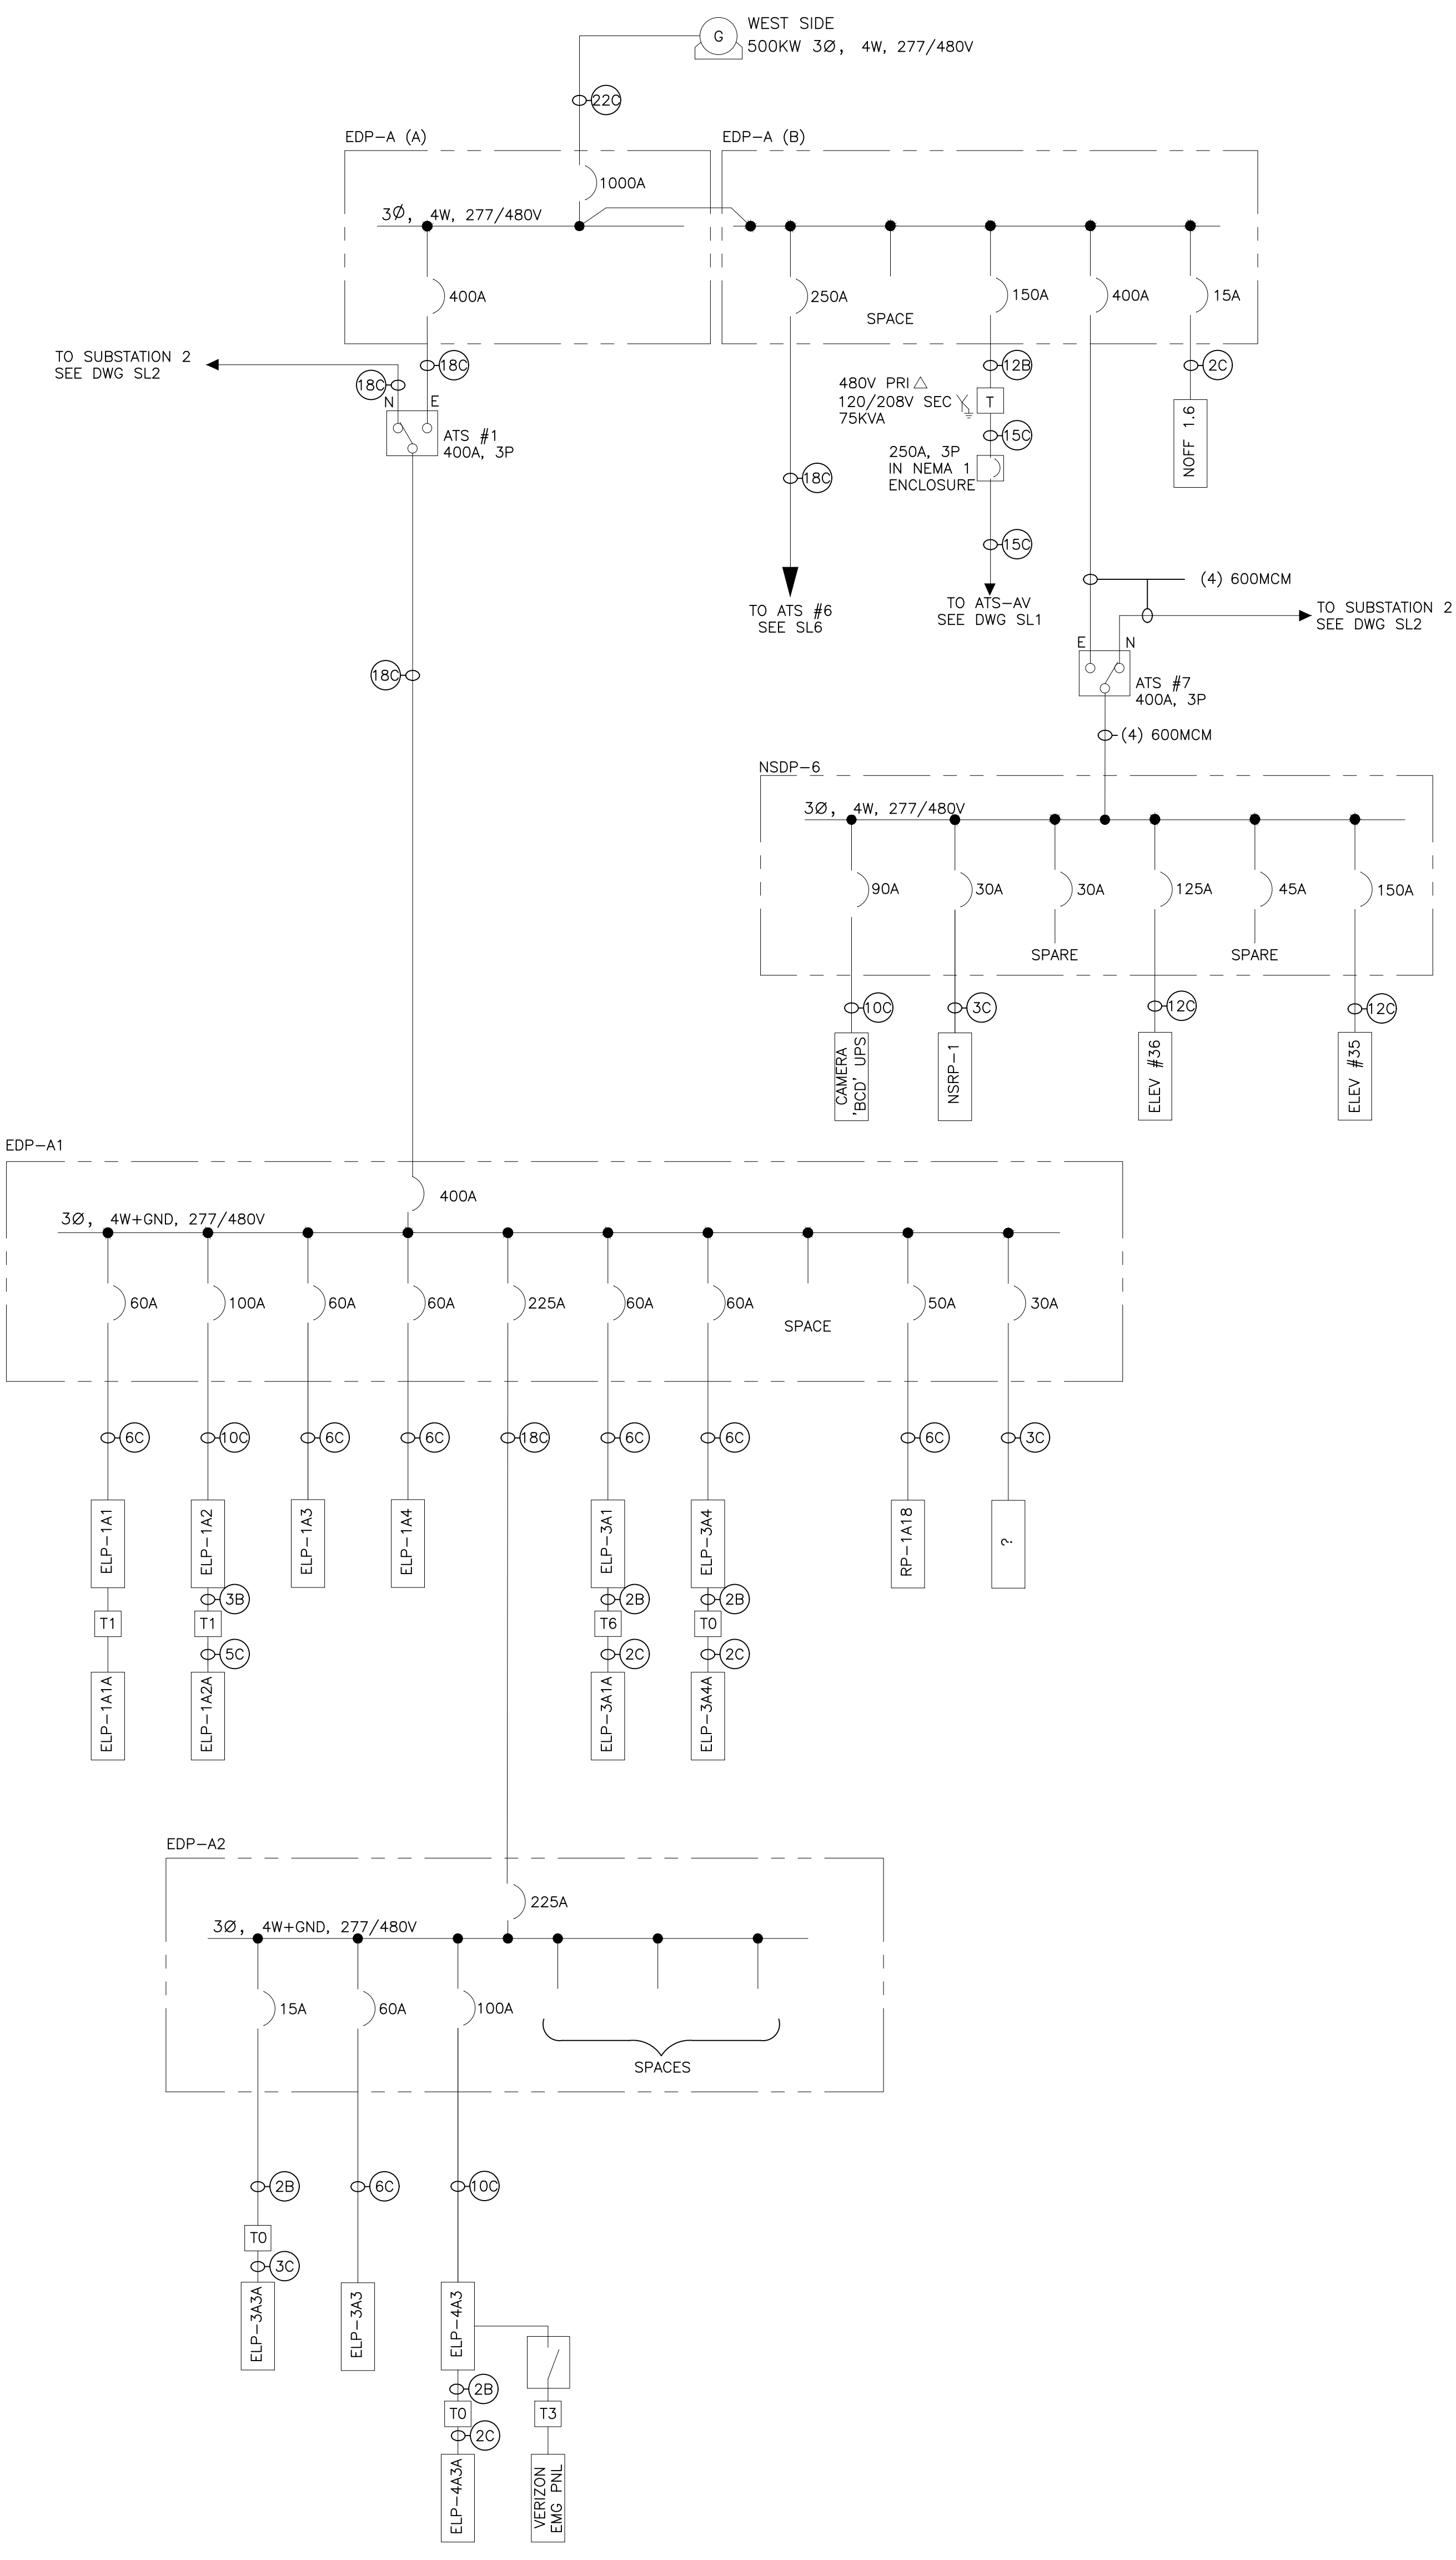 WEST SIDE
G
500KW 3Ø, 4W, 277/480V
22C
EDP-A (A)
EDP-A (B)
1000A
3Ø, 4W, 277/480V
400A
250A
SPACE
150A
400A
15A
TO SUBSTATION 2
SEE DWG SL2
18C
18C
N
E
ATS #1
400A, 3P
12B
2C
480V PRI △
120/208V SEC
75KVA
T
NOFF 1.6
15C
250A, 3P
IN NEMA 1
ENCLOSURE
18C
15C
TO ATS #6
SEE SL6
TO ATS-AV
SEE DWG SL1
(4) 600MCM
TO SUBSTATION 2
SEE DWG SL2
E
N
ATS #7
400A, 3P
18C
(4) 600MCM
NSDP-6
3Ø, 4W, 277/480V
90A
30A
30A
125A
45A
150A
SPARE
SPARE
10C
3C
12C
12C
CAMERA
'BCD' UPS
NSRP-1
ELEV #36
ELEV #35
EDP-A1
400A
3Ø, 4W+GND, 277/480V
60A
100A
60A
60A
225A
60A
60A
SPACE
50A
30A
6C
10C
6C
6C
18C
6C
6C
6C
3C
ELP-1A1
ELP-1A2
ELP-1A3
ELP-1A4
ELP-3A1
ELP-3A4
RP-1A18
?
3B
2B
2B
T1
T1
T6
T0
5C
2C
2C
ELP-1A1A
ELP-1A2A
ELP-3A1A
ELP-3A4A
EDP-A2
225A
3Ø, 4W+GND, 277/480V
15A
60A
100A
SPACES
2B
6C
10C
T0
3C
ELP-3A3A
ELP-3A3
ELP-4A3
2B
T0
T3
2C
ELP-4A3A
VERIZON
EMG PNL